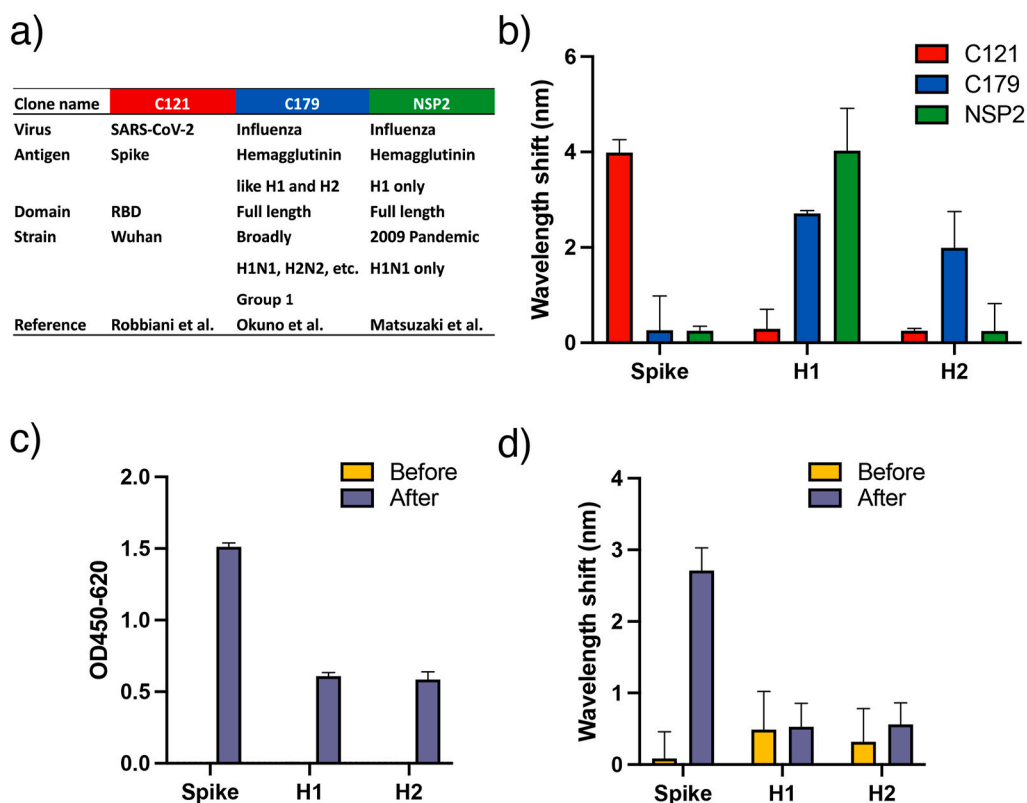 a)
Clone name C121 C179 NSP2
Virus SARS-CoV-2 Influenza Influenza
Antigen Spike Hemagglutinin Hemagglutinin
like H1 and H2 H1 only
Domain RBD Full length Full length
Strain Wuhan Broadly 2009 Pandemic
H1N1, H2N2, etc. H1N1 only
Group 1
Reference Robbiani et al. Okuno et al. Matsuzaki et al.
b)
C121
C179
NSP2
Wavelength shift (nm)
6
4
2
0
Spike H1 H2
c)
Before
After
OD450-620
2.0
1.5
1.0
0.5
0.0
Spike H1 H2
d)
Before
After
Wavelength shift (nm)
4
3
2
1
0
Spike H1 H2